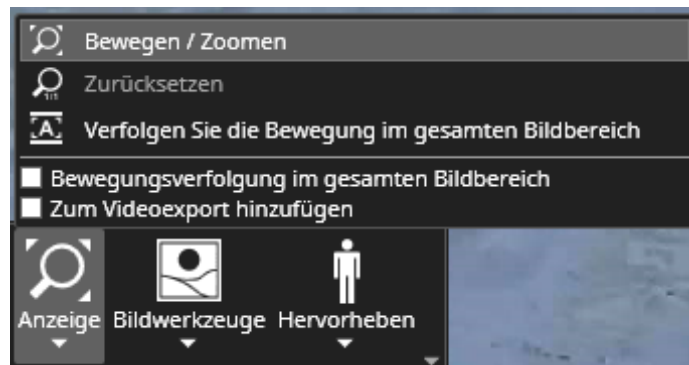 Bewegen / Zoomen
Zurücksetzen
Verfolgen Sie die Bewegung im gesamten Bildbereich
Bewegungsverfolgung im gesamten Bildbereich
Zum Videoexport hinzufügen
Anzeige Bildwerkzeuge Hervorheben